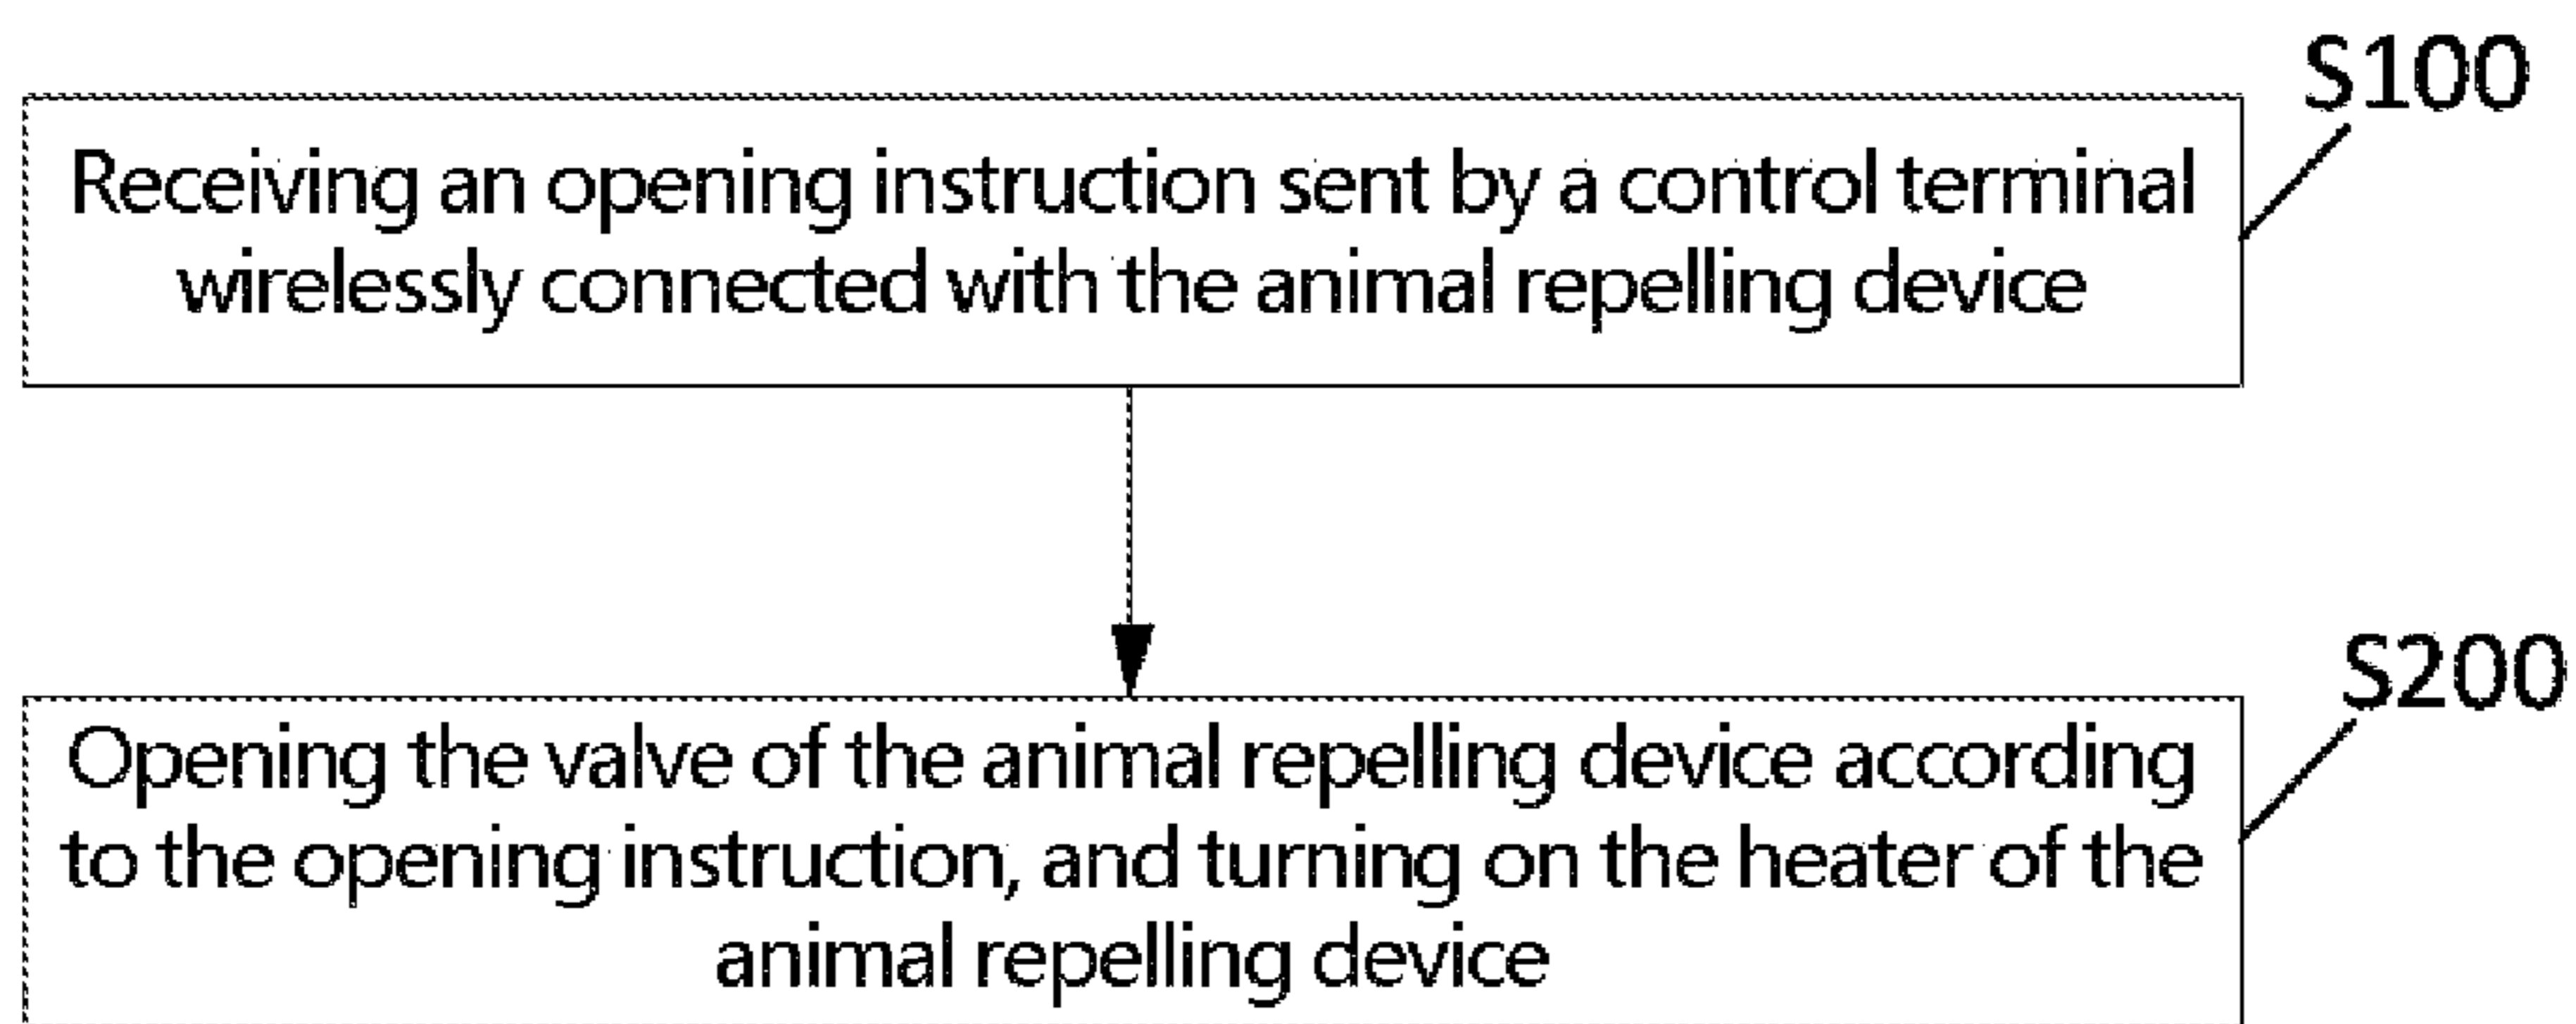 S100
Receiving an opening instruction sent by a control terminal
wirelessly connected with the animal repelling device
S200
Opening the valve of the animal repelling device according
to the opening instruction, and turning on the heater of the
animal repelling device